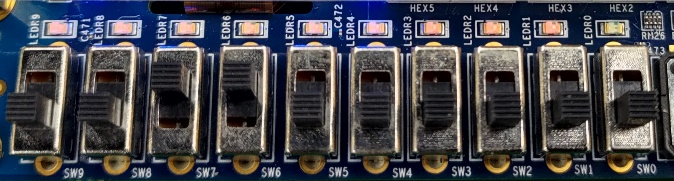 HEX5 HEX4 HEX3 HEX2
LEDR9 C471 LEDR8 LEDR7 LEDR6 LEDR5 C472 LEDR4 LEDR3 LEDR2 LEDR1 LEDR0 RM26
SW9 SW8 SW7 SW6 SW5 SW4 SW3 SW2 SW1 SW0